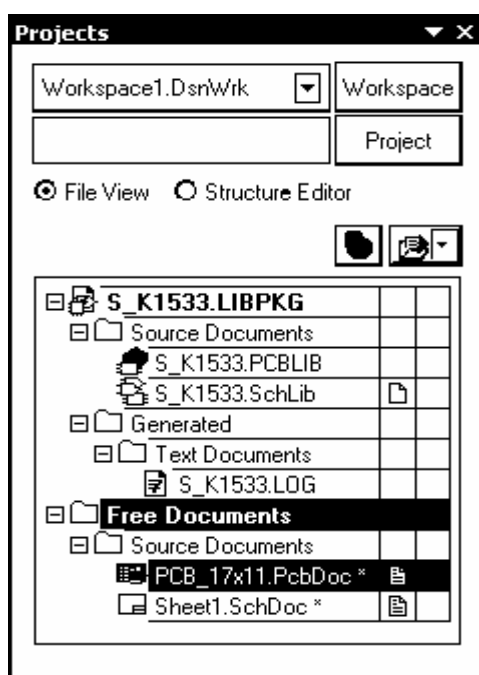 Projects
Workspace1.DsnWrk Workspace
Project
File View Structure Editor
S_K1533.LIBPKG
Source Documents
S_K1533.PCBLIB
S_K1533.SchLib
Generated
Text Documents
S_K1533.LOG
Free Documents
Source Documents
PCB_17x11.PcbDoc *
Sheet1.SchDoc *